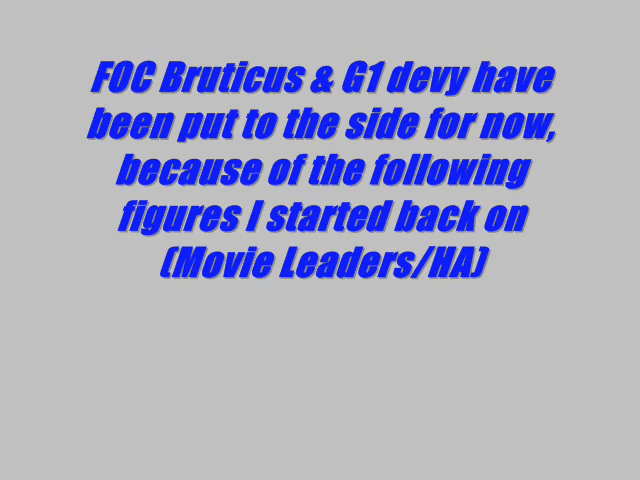 FOC Bruticus & G1 devy have
been put to the side for now,
because of the following
figures I started back on
(Movie Leaders/HA)